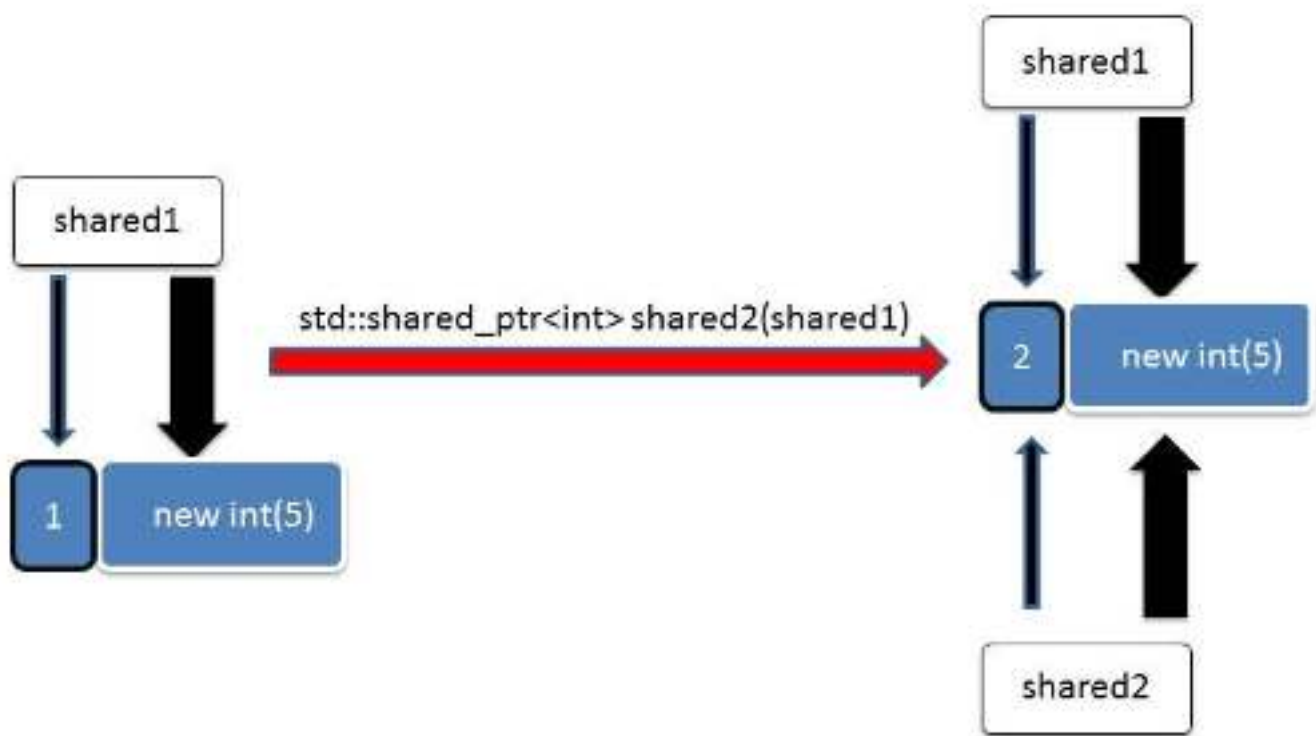 shared1
1
new int(5)
std::shared_ptr<int> shared2(shared1)
shared1
2
new int(5)
shared2